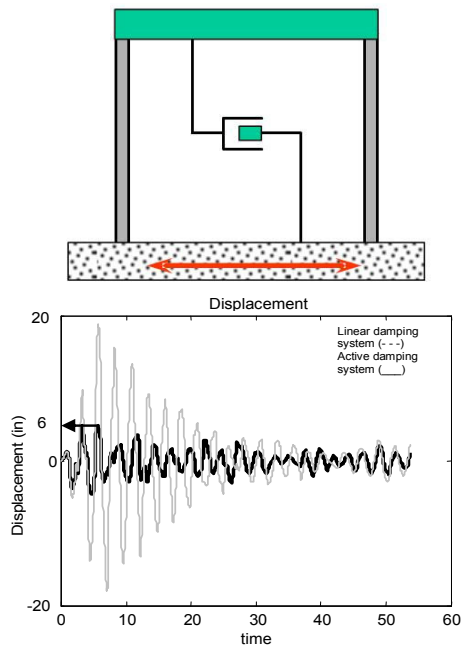 Displacement
20
Linear damping
system (- - -)
Active damping
system (___)
6
0
-20
Displacement (in)
0 10 20 30 40 50 60
time